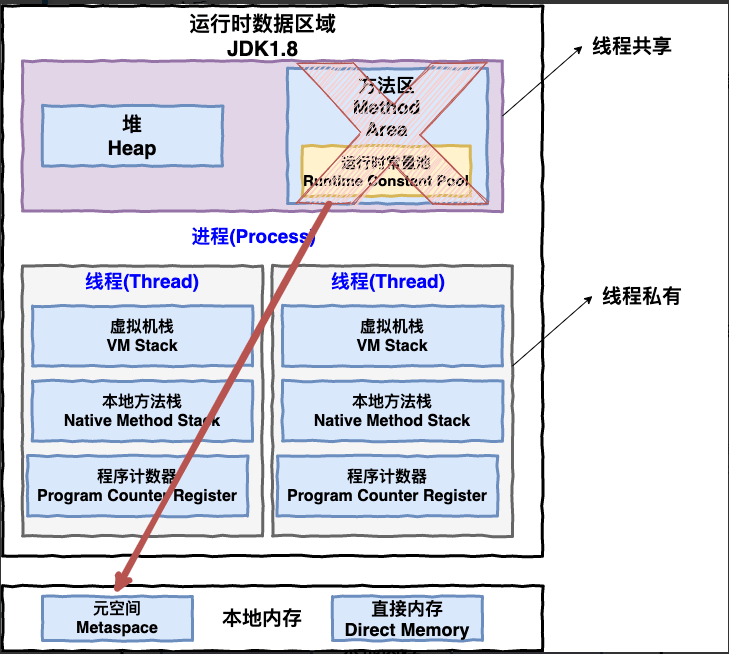 运行时数据区域
JDK1.8
线程共享
堆
Heap
方法区
Method
Area
运行时常量池
Runtime Constant Pool
进程(Process)
线程(Thread)
虚拟机栈
VM Stack
本地方法栈
Native Method Stack
程序计数器
Program Counter Register
线程(Thread)
虚拟机栈
VM Stack
本地方法栈
Native Method Stack
程序计数器
Program Counter Register
线程私有
元空间
Metaspace
本地内存
直接内存
Direct Memory